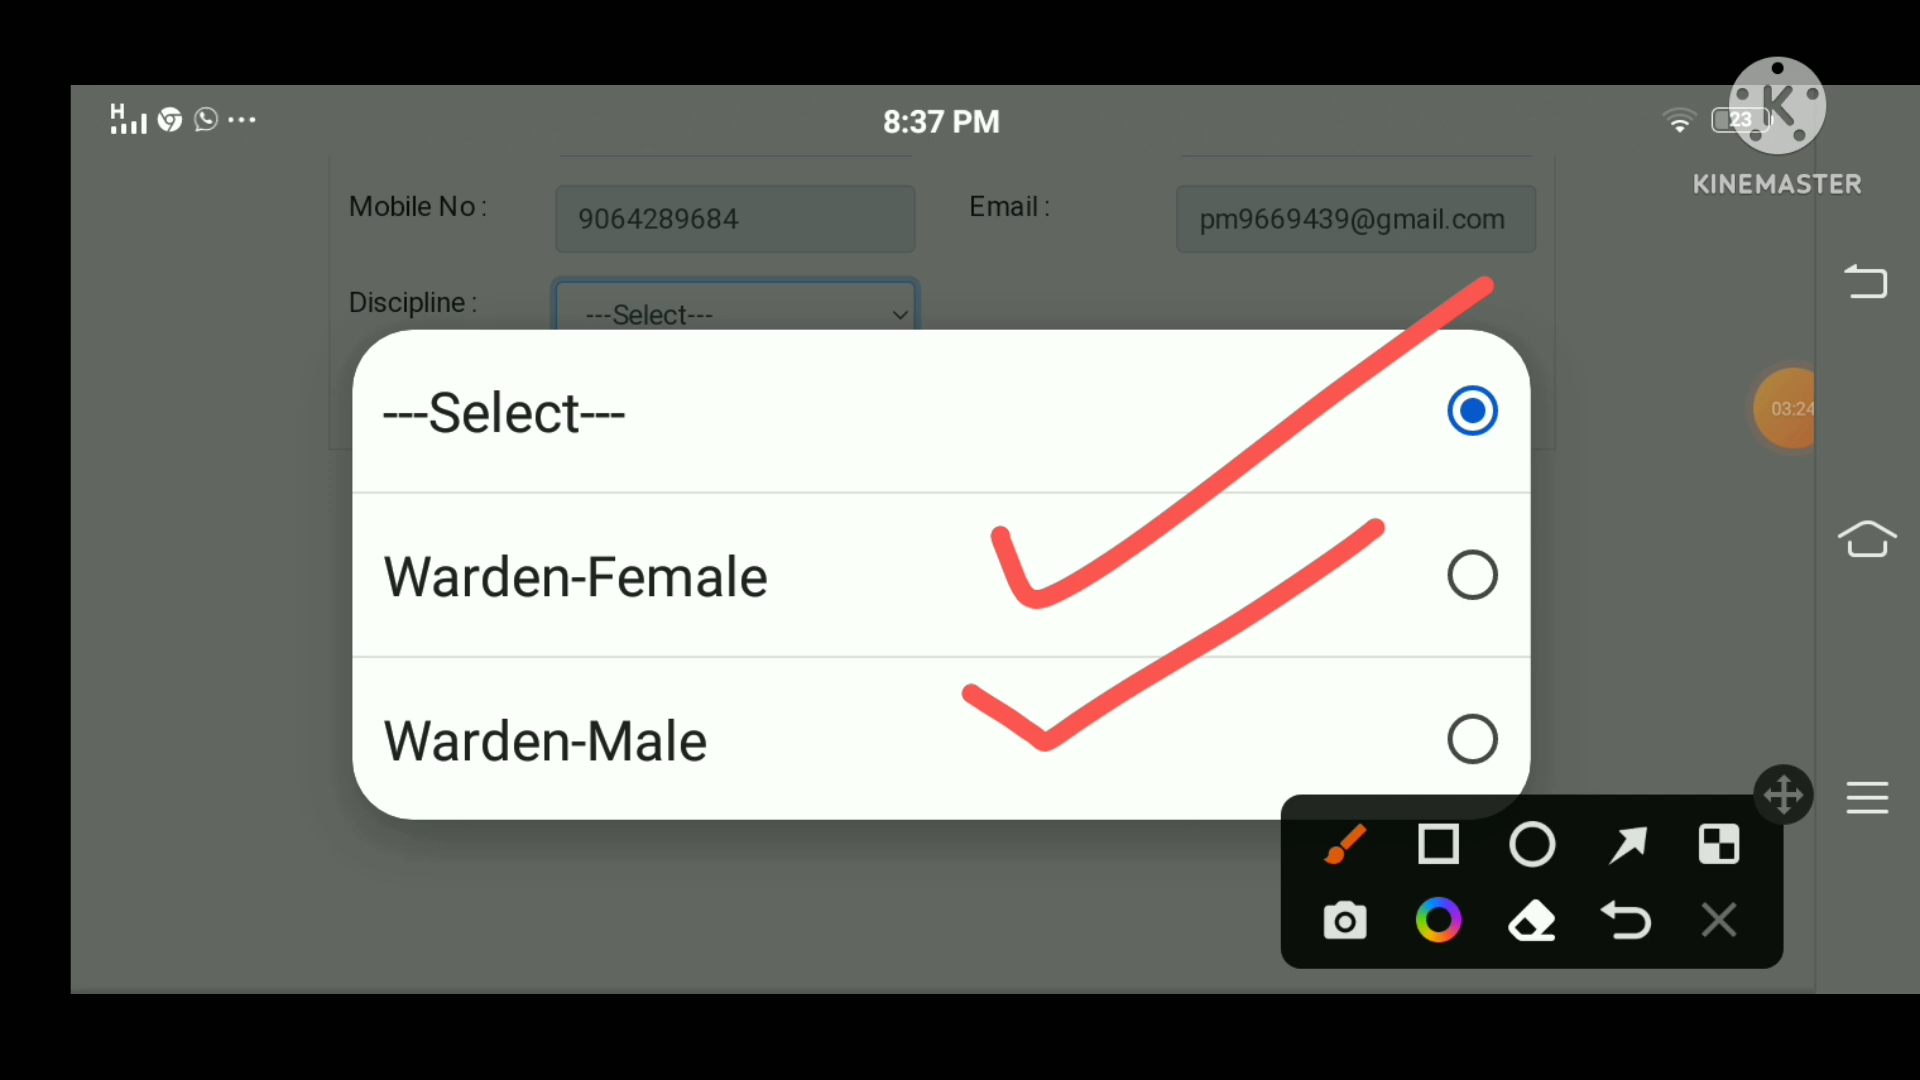 H
8:37 PM
23
K
KINEMASTER
Mobile No :
9064289684
Email :
pm9669439@gmail.com
Discipline :
---Select---
03:24
---Select---
Warden-Female
Warden-Male